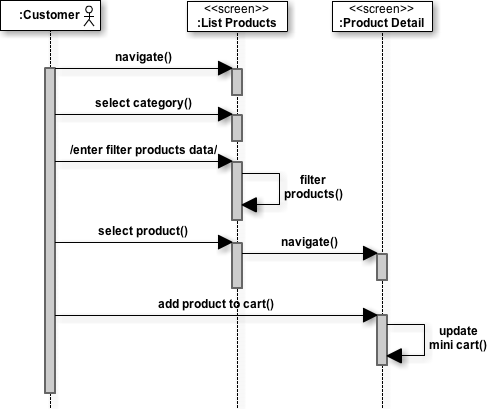 :Customer
<<screen>>
:List Products
<<screen>>
:Product Detail
navigate()
select category()
/enter filter products data/
filter
products()
select product()
navigate()
add product to cart()
update
mini cart()